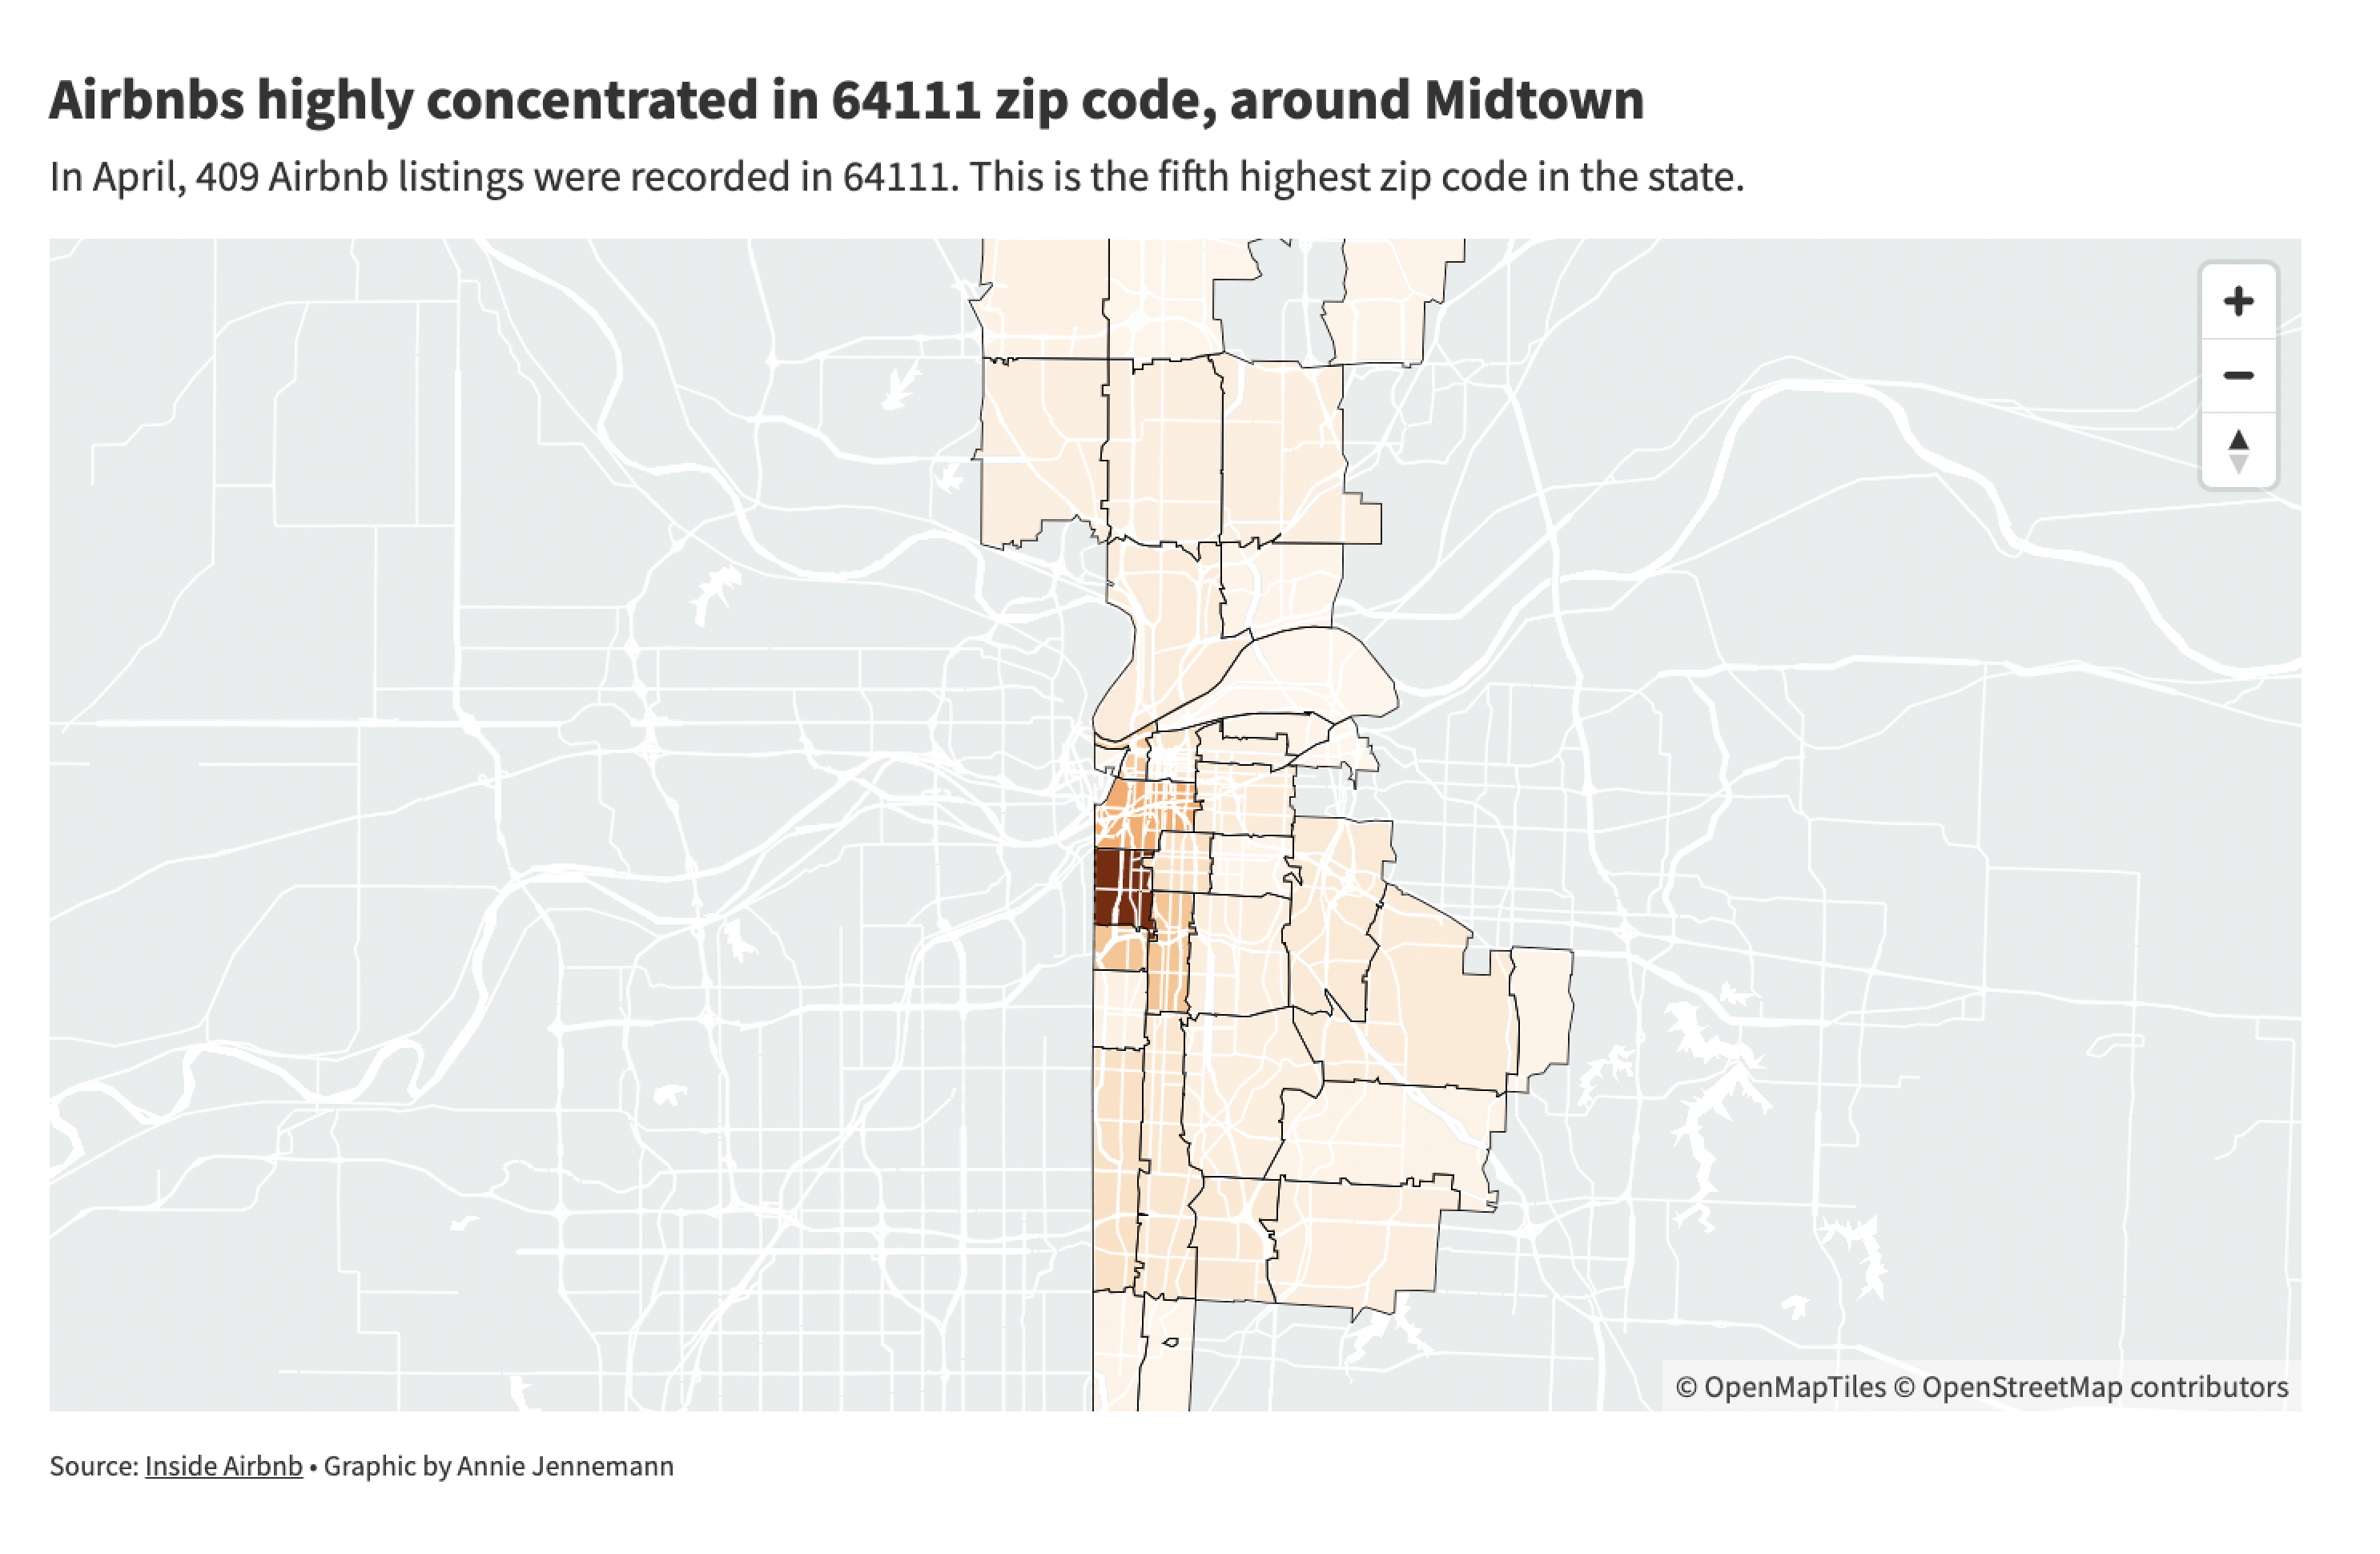 Airbnbs highly concentrated in 64111 zip code, around Midtown
In April, 409 Airbnb listings were recorded in 64111. This is the fifth highest zip code in the state.
© OpenMapTiles © OpenStreetMap contributors
Source: Inside Airbnb • Graphic by Annie Jennemann